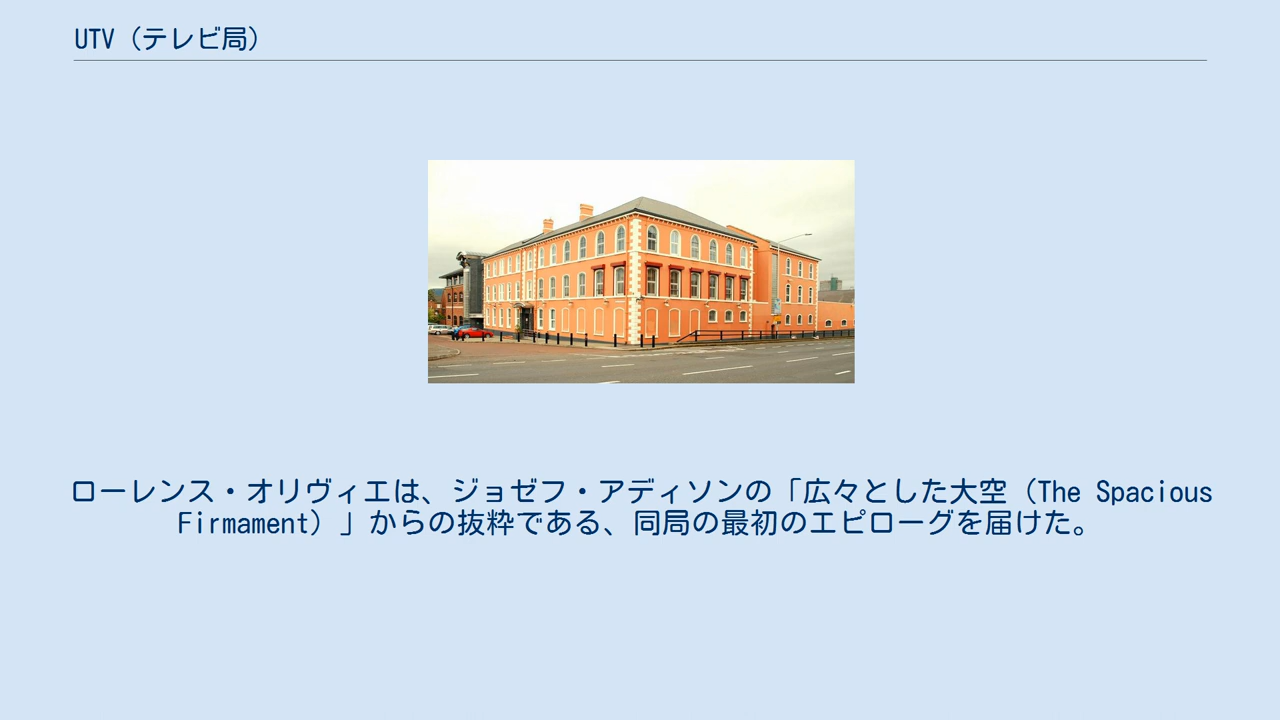 UTV（テレビ局）
ローレンス・オリヴィエは、ジョゼフ・アディソンの「広々とした大空（The Spacious
Firmament）」からの抜粋である、同局の最初のエピローグを届けた。